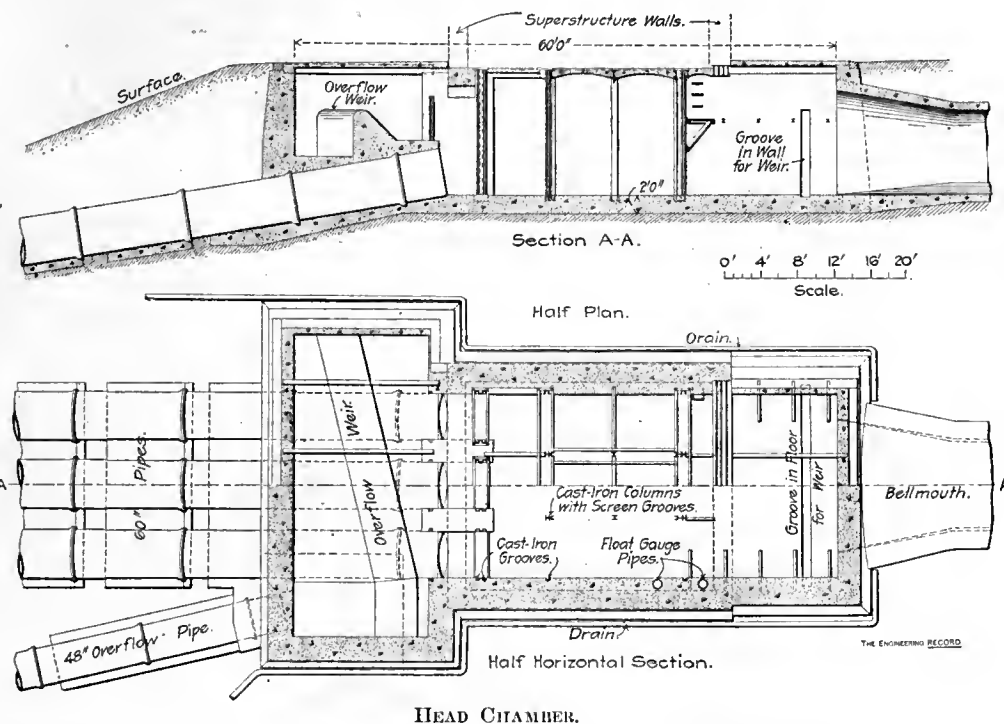 Superstructure Walls.
60'0"
Surface.
Overflow
Weir.
Groove
in Wall
for Weir.
2'0"
Section A-A.
0' 4' 8' 12' 16' 20'
Scale.
Half Plan.
Drain.
60" Pipes.
Overflow Weir.
Groove in Floor
for Weir
Bellmouth.
A
Cast-Iron Columns
with Screen Grooves.
Cast-Iron
Grooves.
Float Gauge
Pipes.
48" Overflow Pipe.
Drain.
Half Horizontal Section.
THE ENGINEERING RECORD
HEAD CHAMBER.